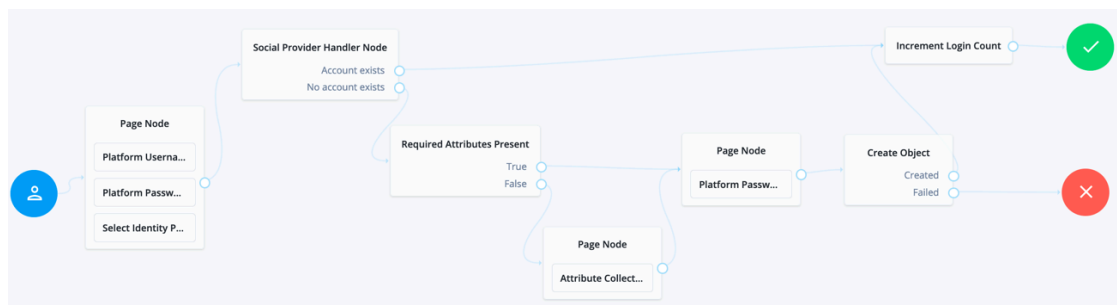 Page Node
Platform Userna...
Platform Passw...
Select Identity P...
Social Provider Handler Node
Account exists
No account exists
Required Attributes Present
True
False
Page Node
Attribute Collect...
Page Node
Platform Passw...
Create Object
Created
Failed
Increment Login Count